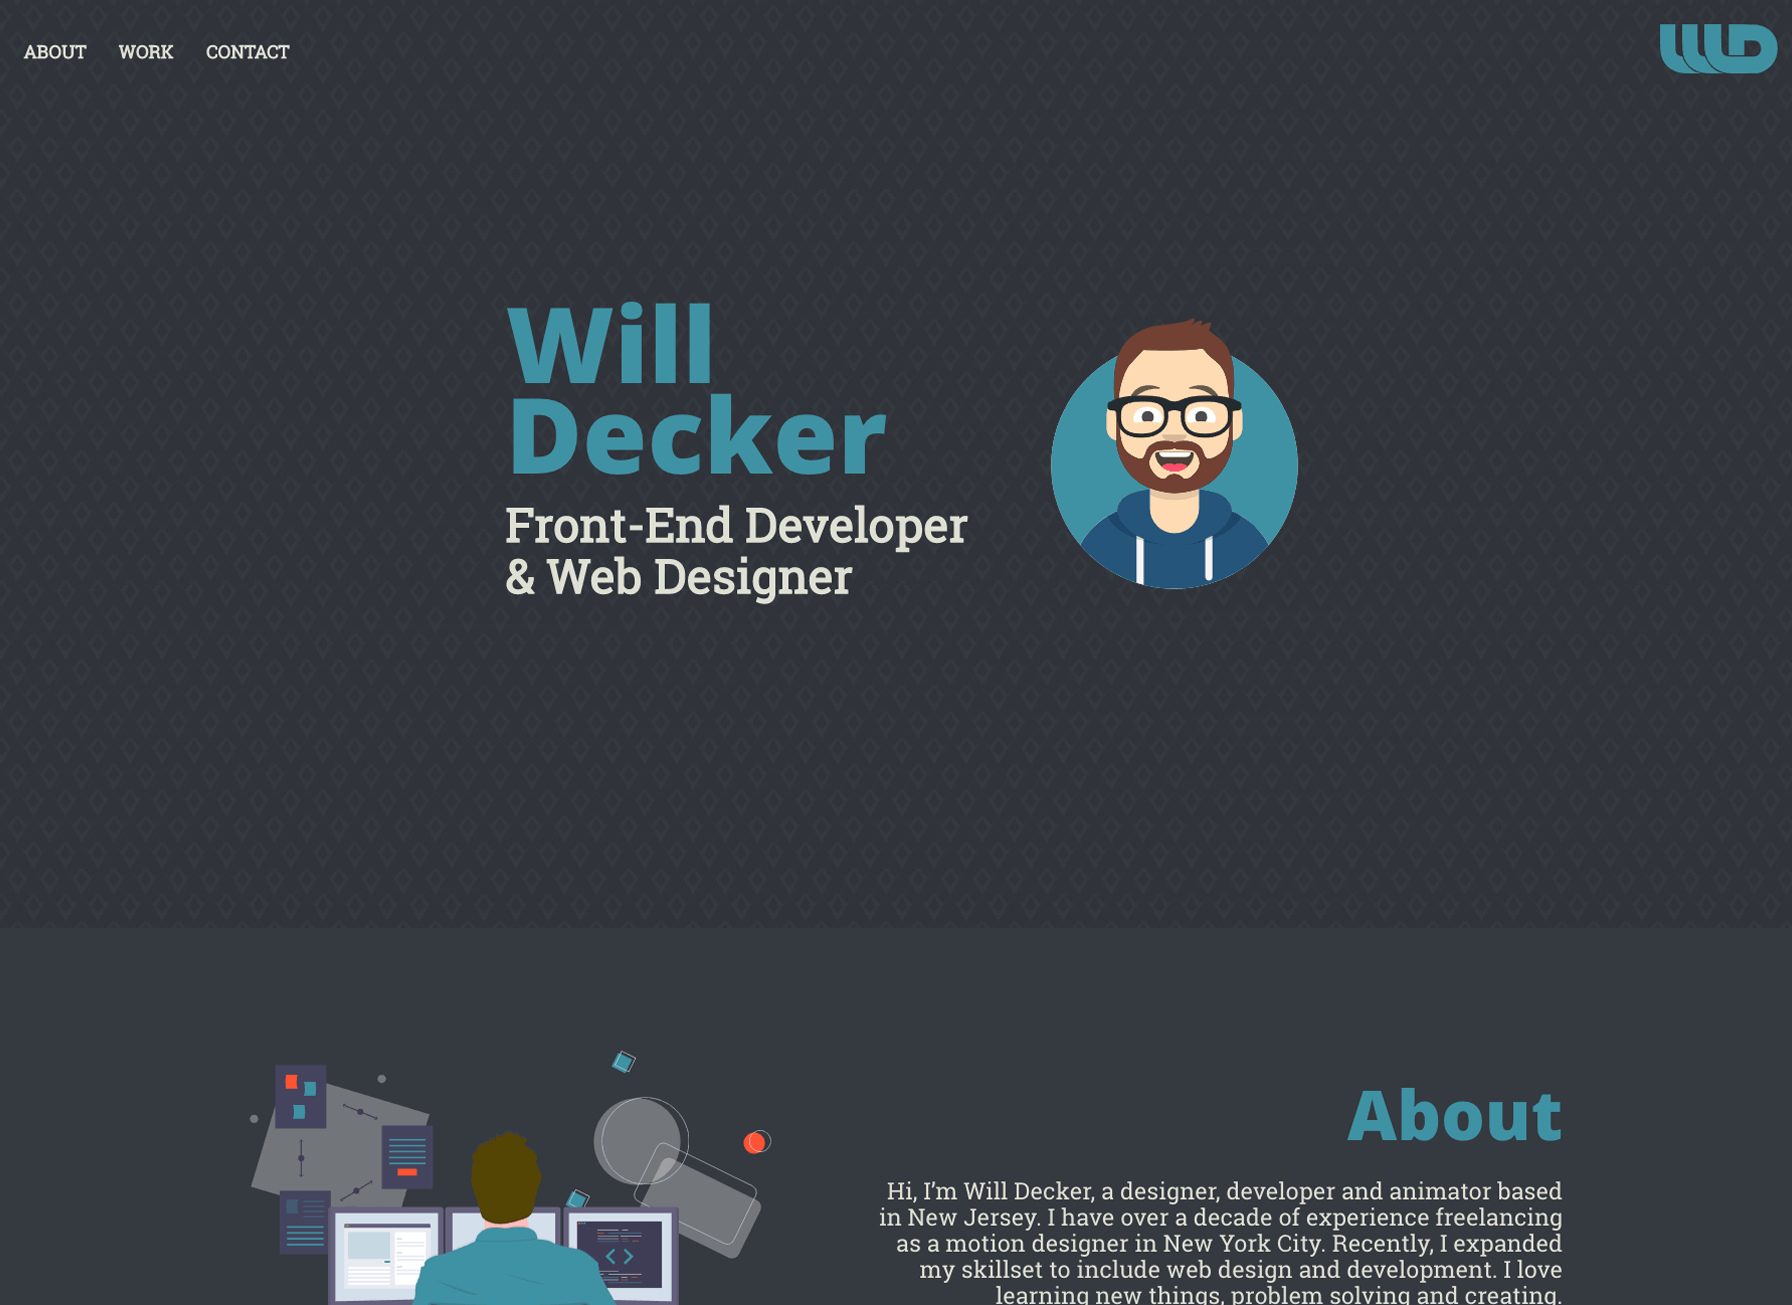 ABOUT WORK CONTACT
WD
Will
Decker
Front-End Developer
& Web Designer
About
Hi, I’m Will Decker, a designer, developer and animator based
in New Jersey. I have over a decade of experience freelancing
as a motion designer in New York City. Recently, I expanded
my skillset to include web design and development. I love
learning new things, problem solving and creating.